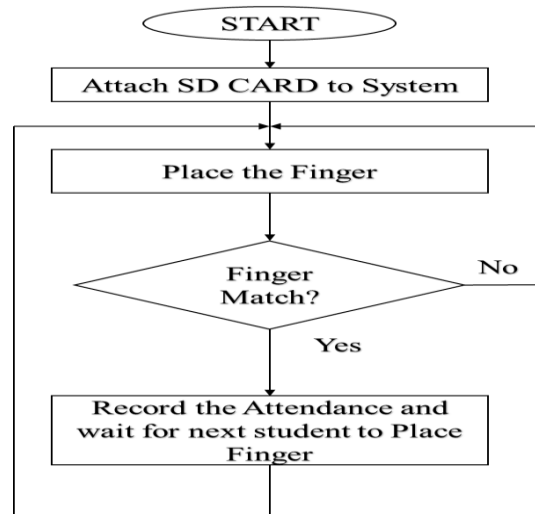 START
Attach SD CARD to System
Place the Finger
Finger
Match?
No
Yes
Record the Attendance and
wait for next student to Place
Finger